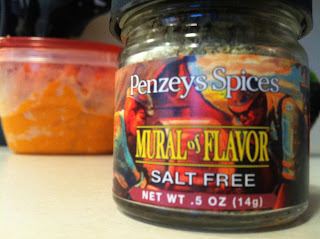 Penzeys Spices
MURAL of FLAVOR
SALT FREE
NET WT .5 OZ (14g)